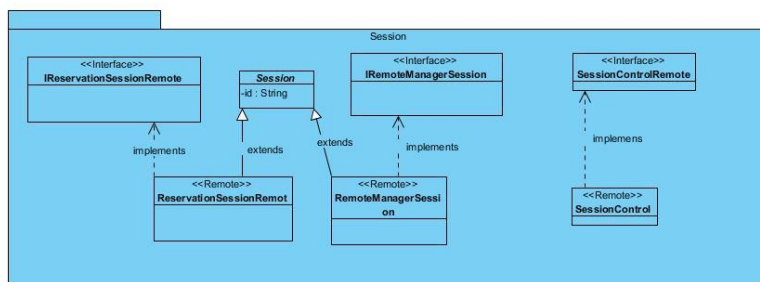 Session
<<Interface>>
IReservationSessionRemote
Session
-id : String
<<Interface>>
IRemoteManagerSession
<<Interface>>
SessionControlRemote
implements
extends
extends
implements
implemens
<<Remote>>
ReservationSessionRemot
<<Remote>>
RemoteManagerSessi
on
<<Remote>>
SessionControl